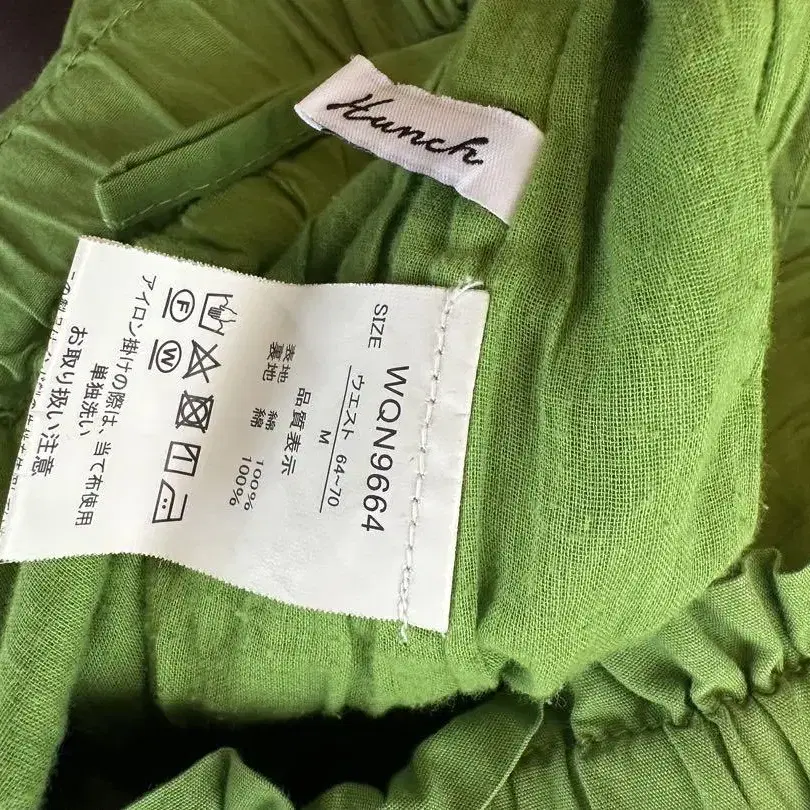 Hunch
WQN9664
SIZE ウエスト 64~70
M
品質表示
表地 綿 100%
裏地 綿 100%
F W
アイロン掛けの際は、当て布使用
単独洗い
お取り扱い注意